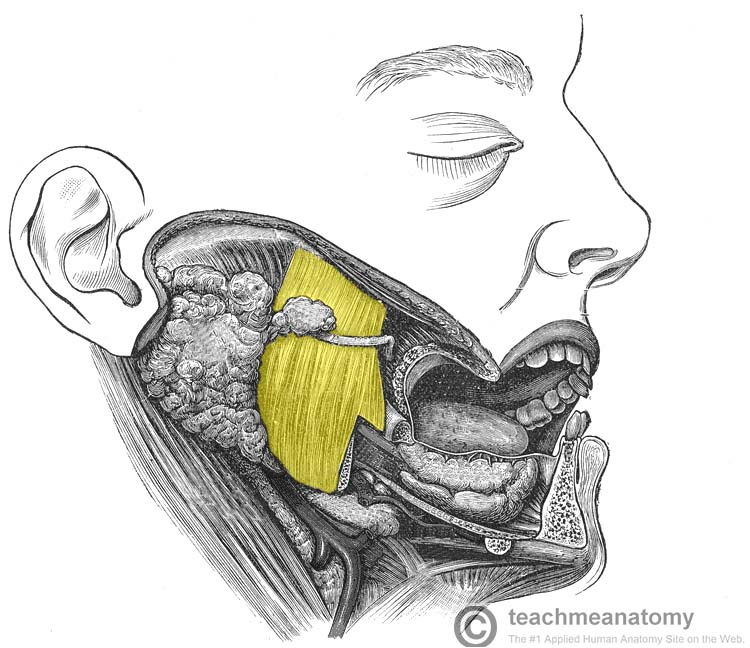 © teachmeanatomy
The #1 Applied Human Anatomy Site on the Web.